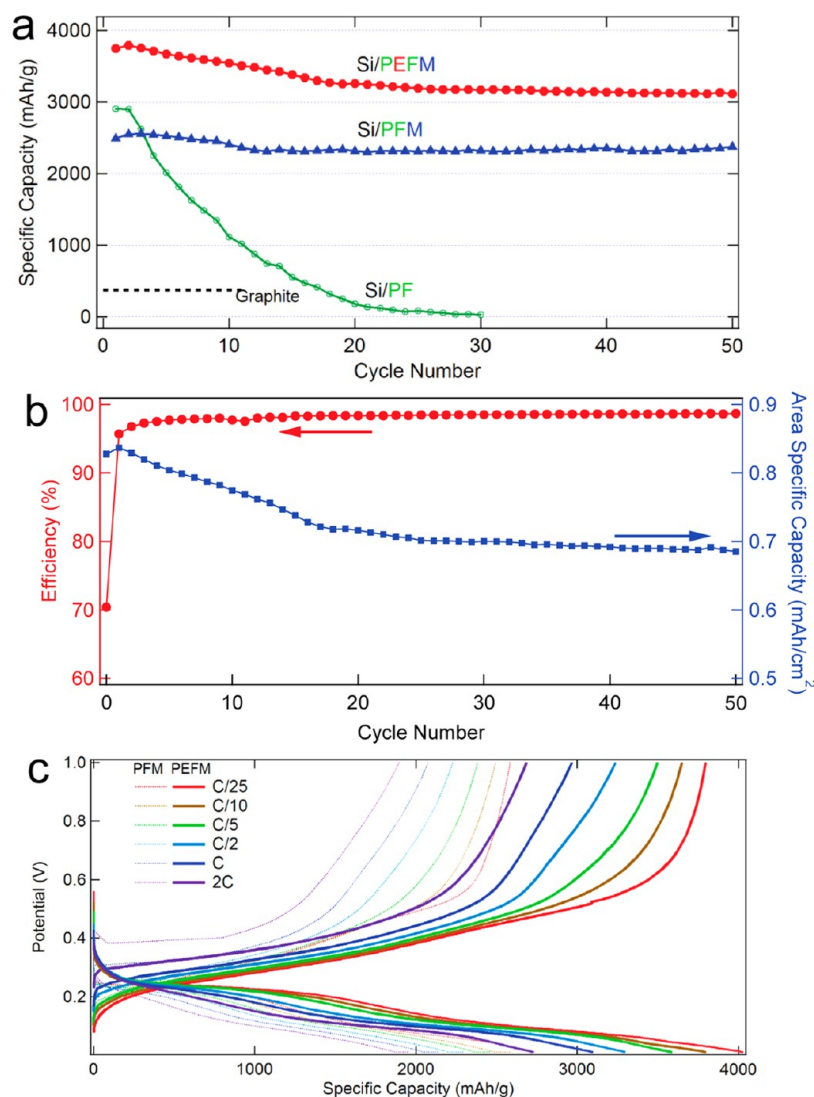 a
4000
3000
2000
1000
0
Specific Capacity (mAh/g)
Si/PEFM
Si/PFM
Si/PF
Graphite
0 10 20 30 40 50
Cycle Number
b
100
90
80
70
60
Efficiency (%)
0.9
0.8
0.7
0.6
0.5
Area Specific Capacity (mAh/cm²)
0 10 20 30 40 50
Cycle Number
c
1.0
0.8
0.6
0.4
0.2
Potential (V)
PFM PEFM
C/25
C/10
C/5
C/2
C
2C
0 1000 2000 3000 4000
Specific Capacity (mAh/g)